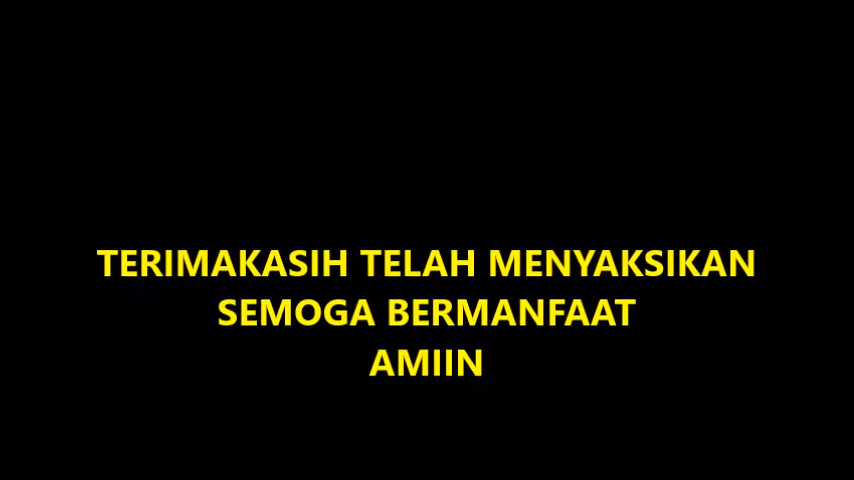 TERIMAKASIH TELAH MENYAKSIKAN
SEMOGA BERMANFAAT
AMIIN